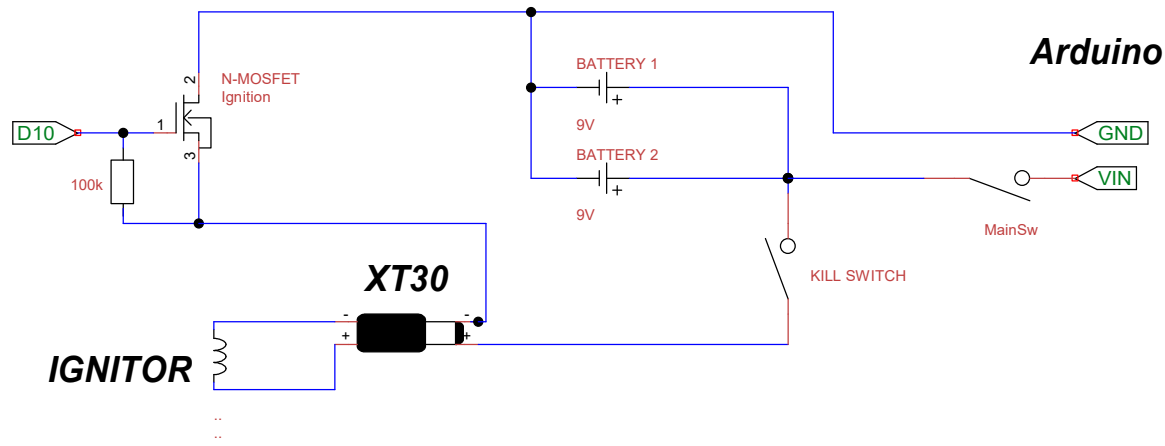 Arduino
BATTERY 1
+
9V
N-MOSFET
Ignition
2
1
3
D10
100k
GND
BATTERY 2
+
9V
VIN
MainSw
KILL SWITCH
XT30
- -
+ +
IGNITOR
..
..